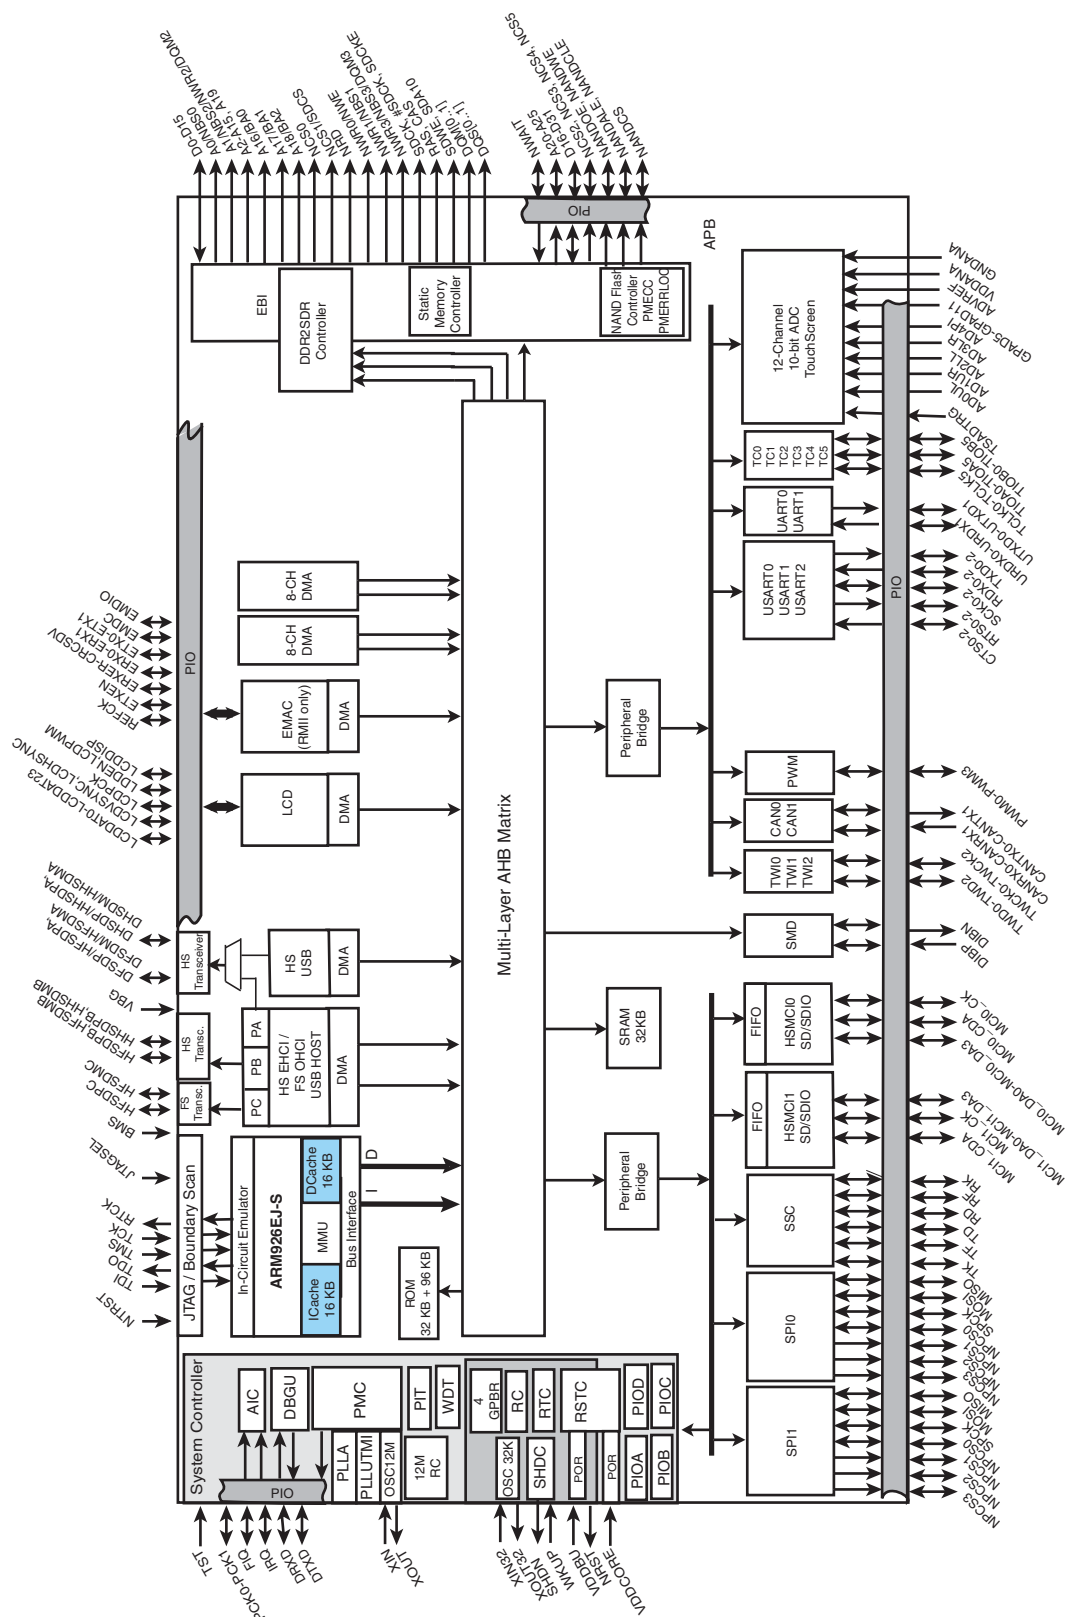 D0-D15
A0/NBS0
A1/NBS2/NWR2/DQM2
A2-A15, A19
A16/BA0
A17/BA1
A18/BA2
NCS0
NCS1/SDCS
NRD
NWR0/NWE
NWR1/NBS1
NWR3/NBS3/DQM3
SDCK, #SDCK, SDCKE
RAS, CAS
SDWE, SDA10
DQM[0..1]
DQS[0..1]
NWAIT
A20-A25
D16-D31
NCS2, NCS3, NCS4, NCS5
NANDOE, NANDWE
NANDALE, NANDCLE
NANDCS
PIO
EBI
DDR2SDR
Controller
Static
Memory
Controller
NAND Flash
Controller
PMECC
PMERRLOC
APB
12-Channel
10-bit ADC
TouchScreen
GNDANA
VDDANA
ADVREF
GPAD5-GPAD11
AD4PI
AD3LR
AD2LL
AD1UR
AD0UL
TSADTRG
TC0
TC1
TC2
TC3
TC4
TC5
TIOB0-TIOB5
TIOA0-TIOA5
TCLK0-TCLK5
UART0
UART1
UTXD0-UTXD1
URDX0-URDX1
USART0
USART1
USART2
TXD0-2
RDX0-2
SCK0-2
RTS0-2
CTS0-2
PIO
PIO
EMDIO
EMDC
ETX0-ETX1
ERX0-ERX1
ERXER-CRCSDV
ETXEN
REFCK
8-CH
DMA
8-CH
DMA
EMAC
(RMII only)
DMA
LCDDISP
LCDDEN,LCDPWM
LCDPCK
LCDVSYNC,LCDHSYNC
LCDDAT0-LCDDAT23
LCD
DMA
Multi-Layer AHB Matrix
Peripheral
Bridge
PWM
PWM0-PWM3
CAN0
CAN1
CANTX0-CANTX1
CANRX0-CANRX1
TWI0
TWI1
TWI2
TWCK0-TWCK2
TWD0-TWD2
DHSDM/HHSDMA
DHSDP/HHSDPA,
DFSDM/HFSDMA
DFSDP/HFSDPA,
VBG
HS
Transceiver
HS
USB
DMA
HHSDPB,HHSDMB
HFSDPB,HFSDMB
HS
Transc.
FS
Transc.
HFSDMC
HFSDPC
PA
PB
PC
HS EHCI /
FS OHCI
USB HOST
DMA
SMD
DIBN
DIBP
SRAM
32KB
FIFO
HSMCI0
SD/SDIO
MCI0_CK
MCI0_CDA
MCI0_DA0-MCI0_DA3
FIFO
HSMCI1
SD/SDIO
MCI1_DA0-MCI1_DA3
MCI1_CK
MCI1_CDA
BMS
JTAGSEL
RTCK
TCK
TMS
TDO
TDI
NTRST
JTAG / Boundary Scan
In-Circuit Emulator
ARM926EJ-S
DCache
16 KB
MMU
ICache
16 KB
Bus Interface
D
I
ROM
32 KB + 96 KB
Peripheral
Bridge
SSC
RK
RF
RD
TD
TF
TK
SPI0
MISO
MOSI
SPCK
NPCS0
NPCS1
NPCS2
NPCS3
SPI1
MISO
MOSI
SPCK
NPCS0
NPCS1
NPCS2
NPCS3
System Controller
AIC
DBGU
PMC
PIT
WDT
4
GPBR
RC
RTC
RSTC
PIOD
PIOC
PIO
PLLA
PLLUTMI
OSC12M
12M
RC
OSC 32K
SHDC
POR
POR
PIOA
PIOB
TST
PCK0-PCK1
FIQ
IRQ
DRXD
DTXD
XIN
XOUT
XIN32
XOUT32
SHDN
WKUP
VDDBU
NRST
VDDCORE